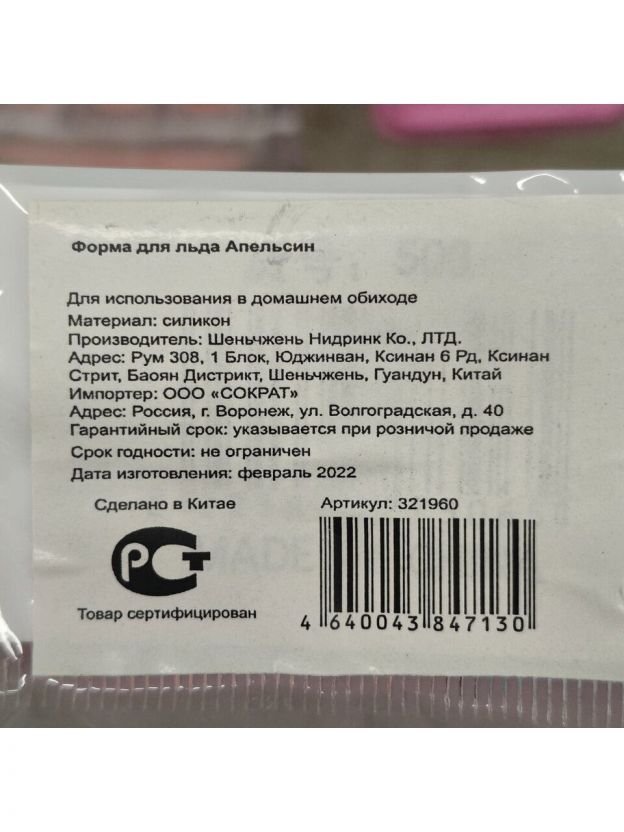 Форма для льда Апельсин
Для использования в домашнем обиходе
Материал: силикон
Производитель: Шеньчжень Нидринк Ко., ЛТД.
Адрес: Рум 308, 1 Блок, Юджинван, Ксинан 6 Рд, Ксинан
Стрит, Баоян Дистрикт, Шеньчжень, Гуандун, Китай
Импортер: ООО «СОКРАТ»
Адрес: Россия, г. Воронеж, ул. Волгоградская, д. 40
Гарантийный срок: указывается при розничой продаже
Срок годности: не ограничен
Дата изготовления: февраль 2022
Сделано в Китае
Артикул: 321960
РСТ
Товар сертифицирован
4 640043 847130